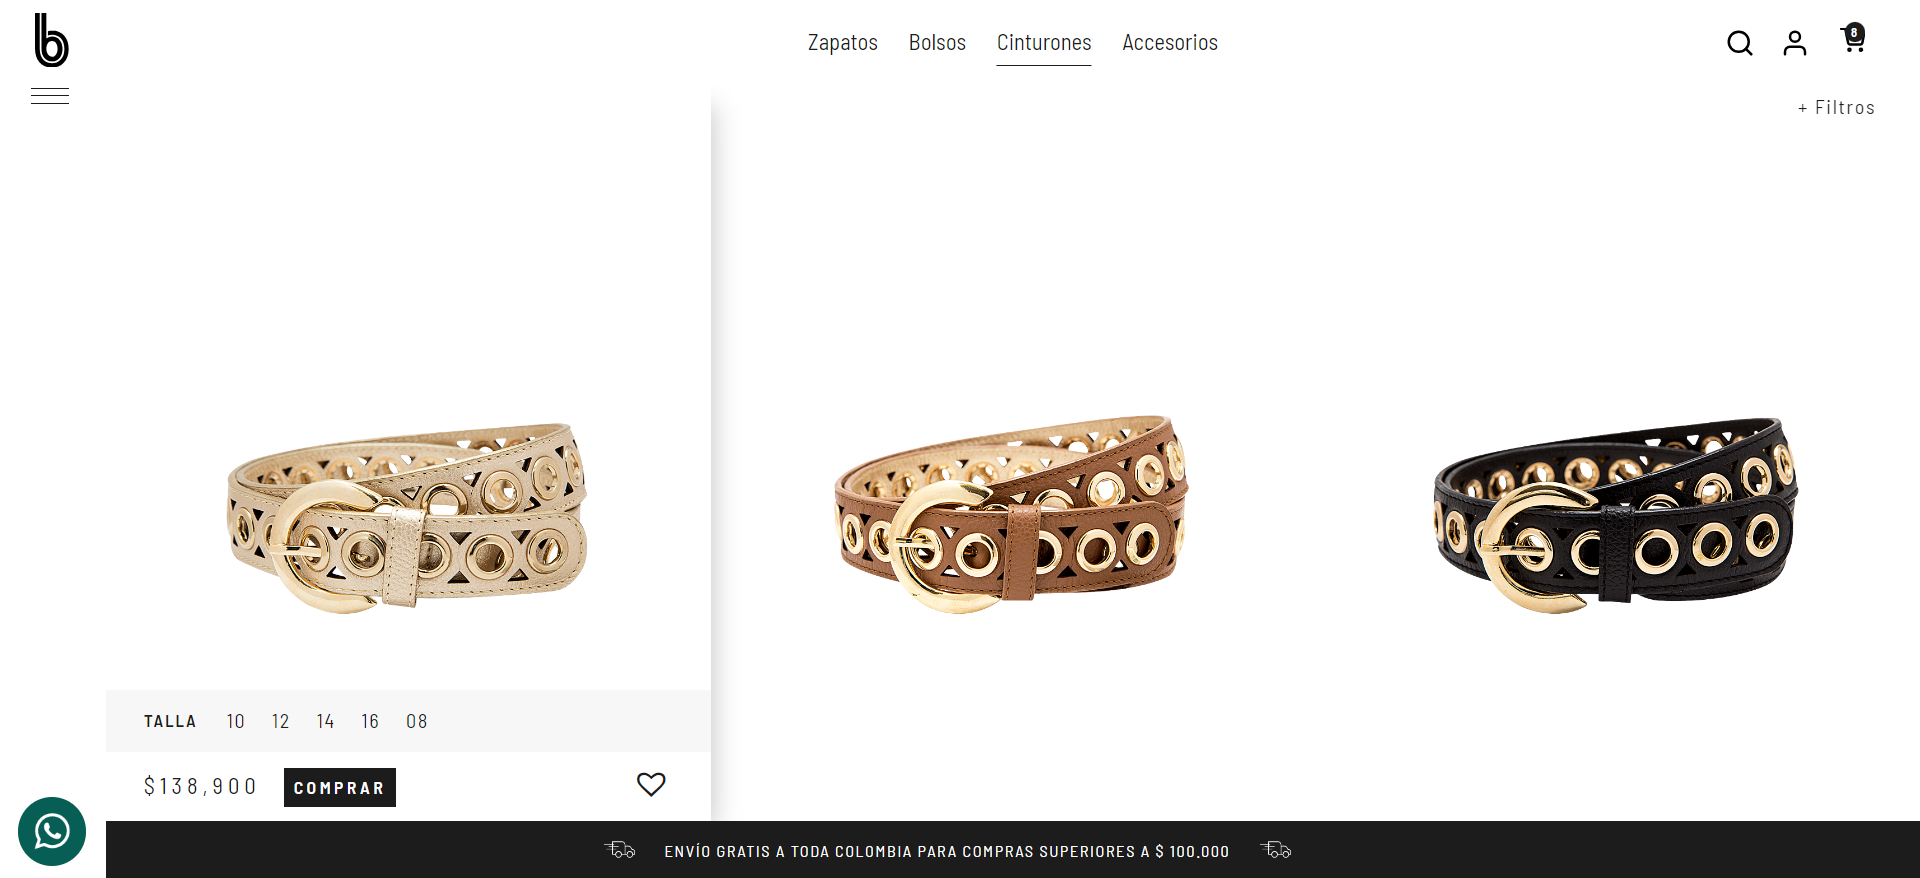 b
Zapatos Bolsos Cinturones Accesorios
8
+ Filtros
TALLA 10 12 14 16 08
$138,900 COMPRAR
ENVÍO GRATIS A TODA COLOMBIA PARA COMPRAS SUPERIORES A $ 100.000